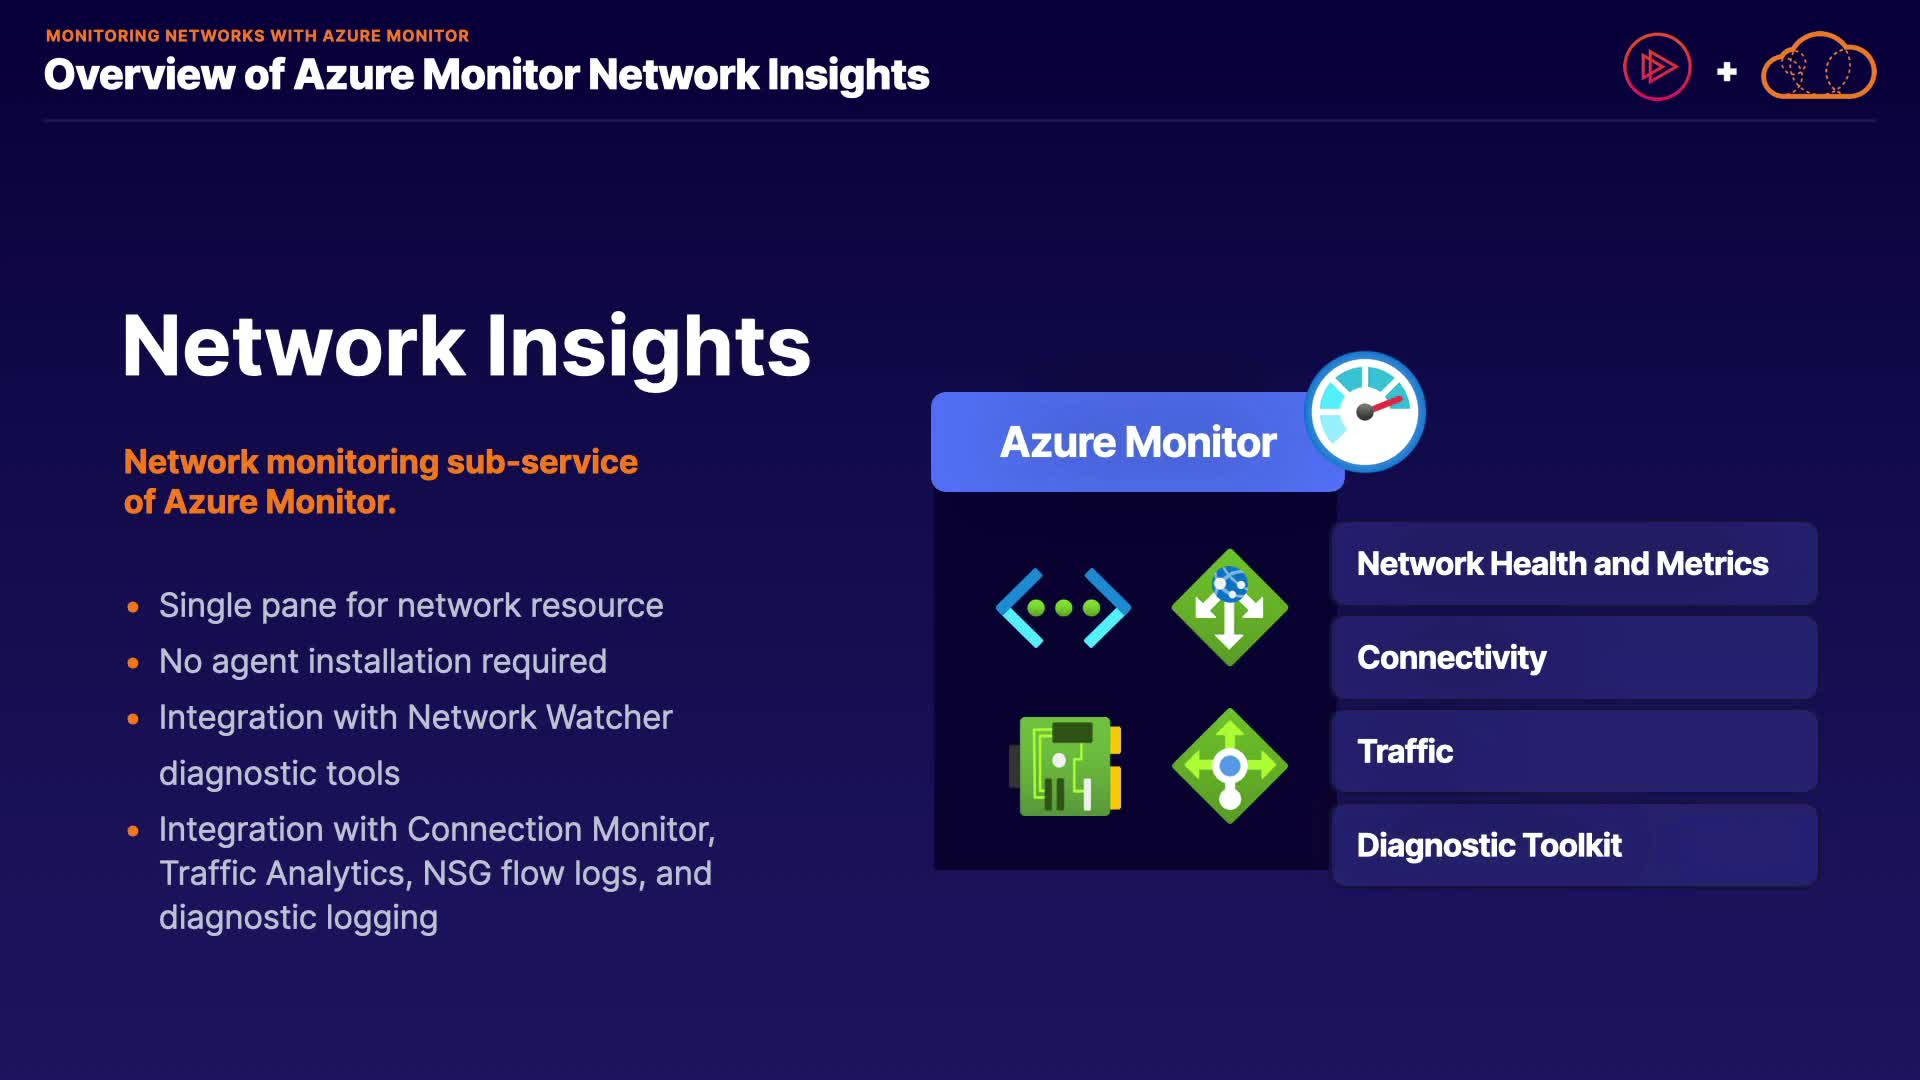 MONITORING NETWORKS WITH AZURE MONITOR
Overview of Azure Monitor Network Insights
Network Insights
Network monitoring sub-service
of Azure Monitor.
Single pane for network resource
No agent installation required
Integration with Network Watcher
diagnostic tools
Integration with Connection Monitor,
Traffic Analytics, NSG flow logs, and
diagnostic logging
Azure Monitor
Network Health and Metrics
Connectivity
Traffic
Diagnostic Toolkit